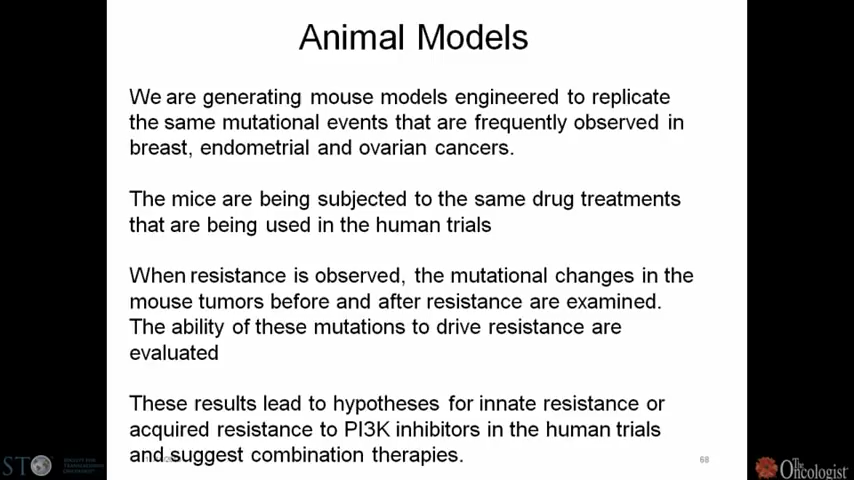 Animal Models
We are generating mouse models engineered to replicate
the same mutational events that are frequently observed in
breast, endometrial and ovarian cancers.
The mice are being subjected to the same drug treatments
that are being used in the human trials
When resistance is observed, the mutational changes in the
mouse tumors before and after resistance are examined.
The ability of these mutations to drive resistance are
evaluated
These results lead to hypotheses for innate resistance or
acquired resistance to PI3K inhibitors in the human trials
and suggest combination therapies.
68
The
Oncologist